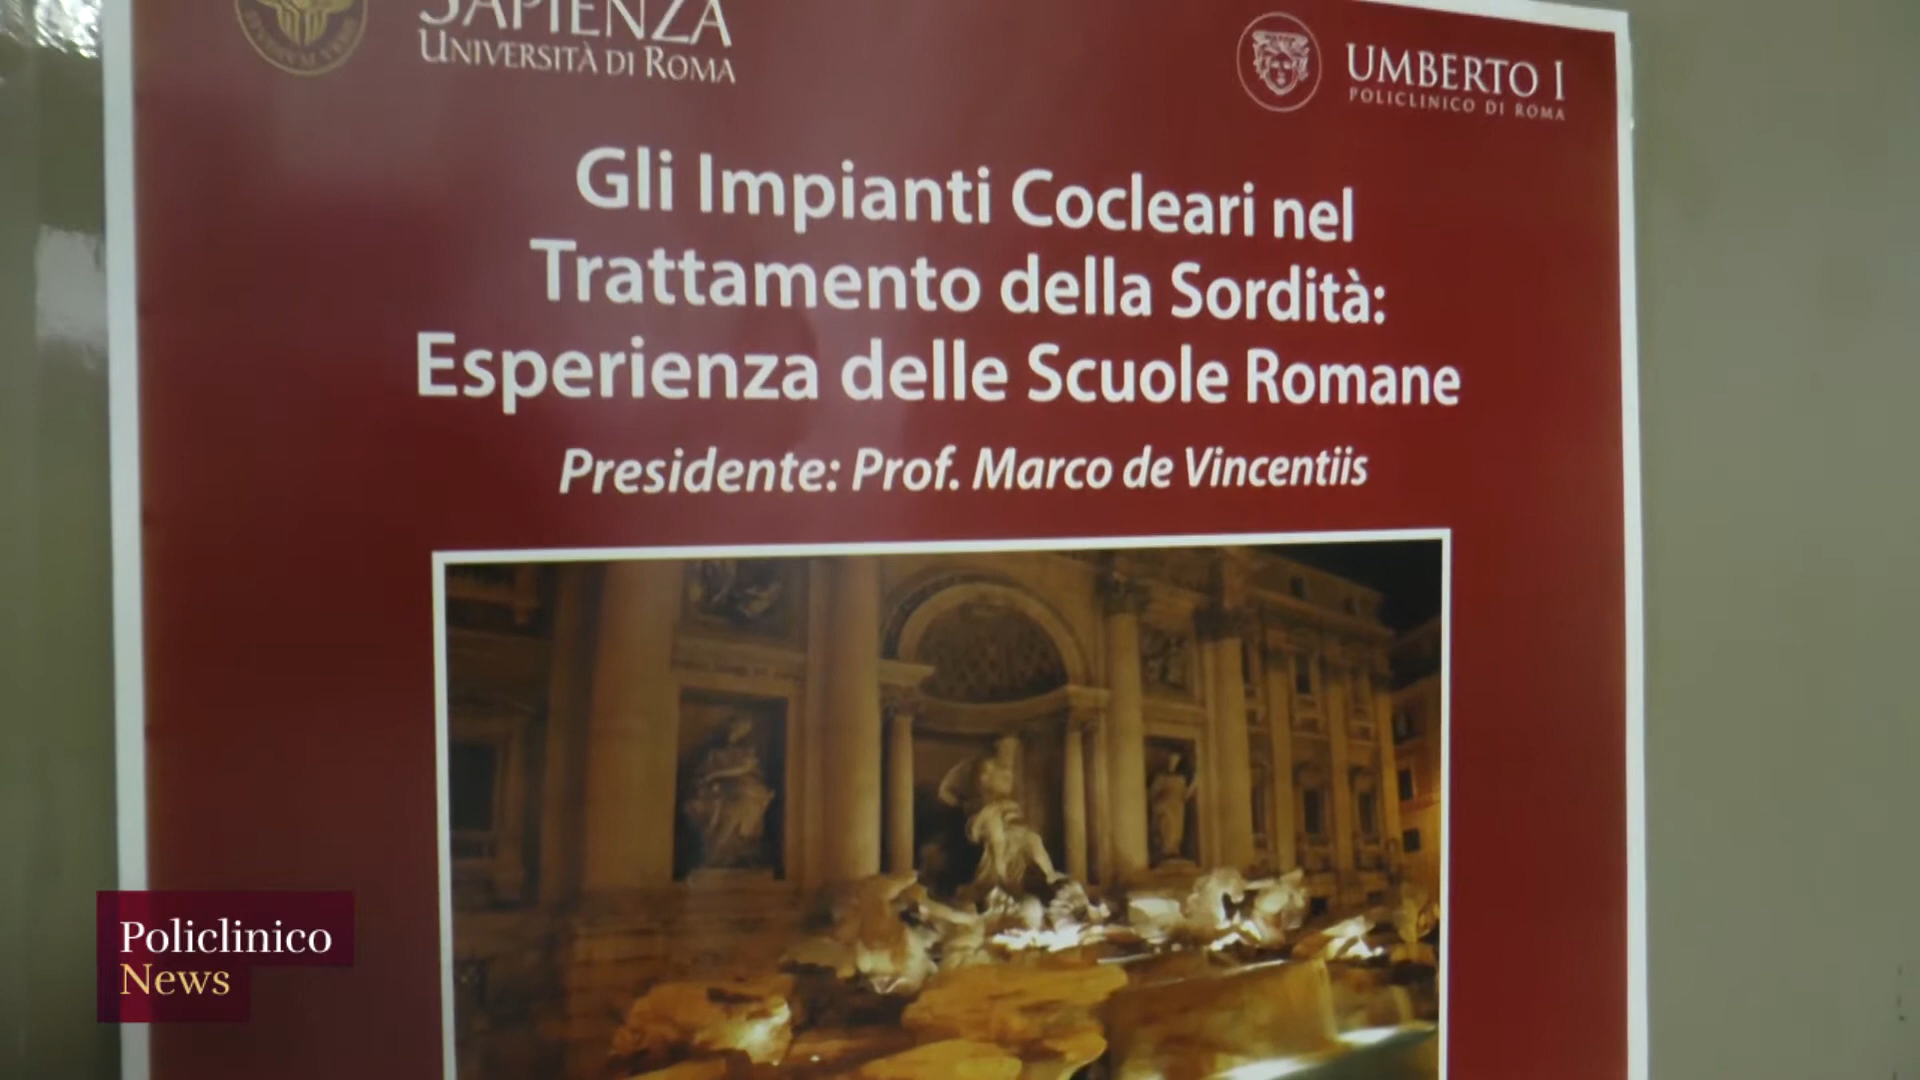 SAPIENZA
UNIVERSITÀ DI ROMA
UMBERTO I
POLICLINICO DI ROMA
Gli Impianti Cocleari nel
Trattamento della Sordità:
Esperienza delle Scuole Romane
Presidente: Prof. Marco de Vincentiis
Policlinico
News